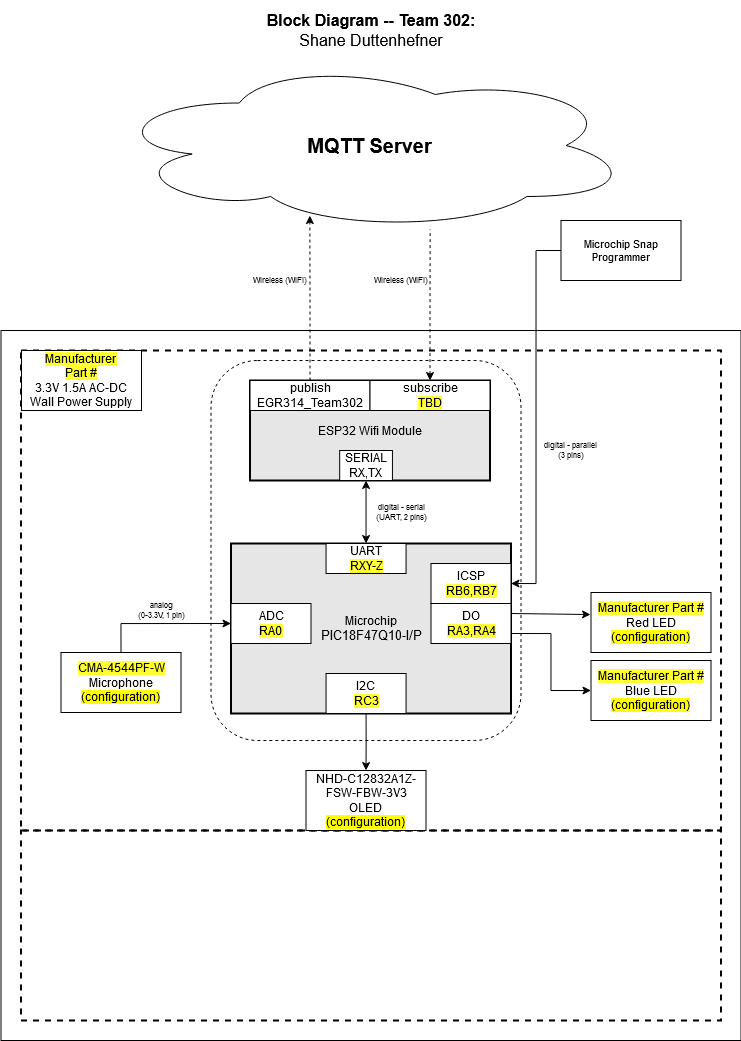 Block Diagram -- Team 302:
Shane Duttenhefner
MQTT Server
Microchip Snap
Programmer
Wireless (WIFI)
Wireless (WIFI)
Manufacturer
Part #
3.3V 1.5A AC-DC
Wall Power Supply
publish
EGR314_Team302
subscribe
TBD
ESP32 Wifi Module
SERIAL
RX,TX
digital - parallel
(3 pins)
digital - serial
(UART, 2 pins)
UART
RXY-Z
ICSP
RB6,RB7
analog
(0-3.3V, 1 pin)
ADC
RA0
Microchip
PIC18F47Q10-I/P
DO
RA3,RA4
Manufacturer Part #
Red LED
(configuration)
CMA-4544PF-W
Microphone
(configuration)
Manufacturer Part #
Blue LED
(configuration)
I2C
RC3
NHD-C12832A1Z-
FSW-FBW-3V3
OLED
(configuration)